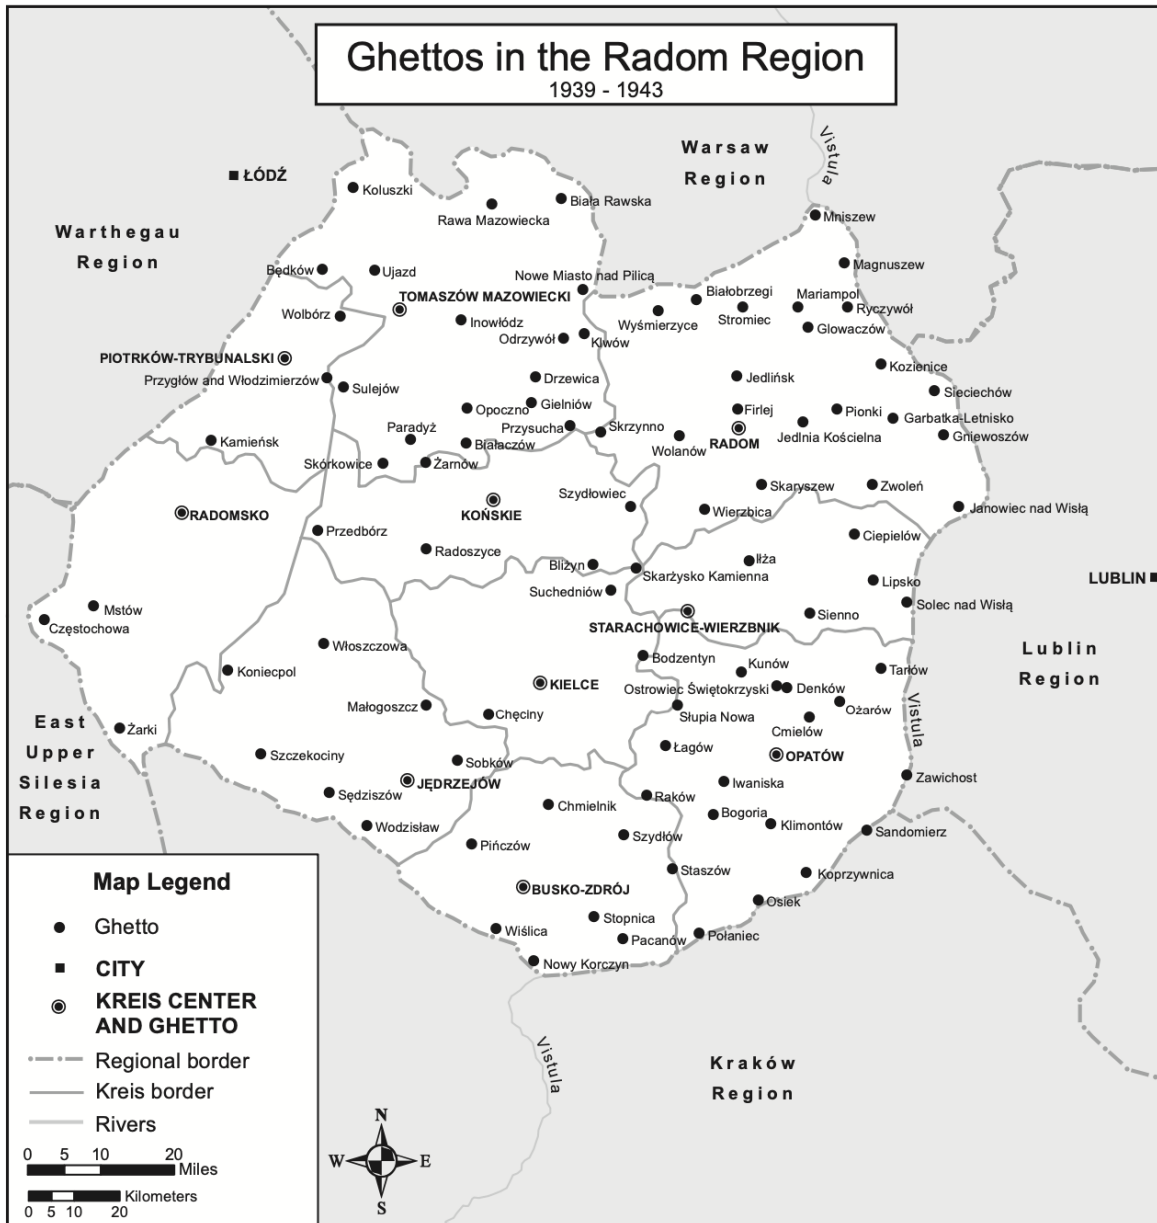 Ghettos in the Radom Region
1939 - 1943
Warsaw
Region
Vistula
ŁÓDŹ
Koluszki
Rawa Mazowiecka
Biała Rawska
Mniszew
Warthegau
Region
Będków
Ujazd
Nowe Miasto nad Pilicą
Magnuszew
TOMASZÓW MAZOWIECKI
Białobrzegi
Mariampol
Wolbórz
Inowłódz
Wyśmierzyce
Stromiec
Ryczywół
Glowaczów
Odrzywół
Klwów
PIOTRKÓW-TRYBUNALSKI
Kozienice
Przygłów and Włodzimierzów
Sulejów
Drzewica
Jedlińsk
Sieciechów
Opoczno
Gielniów
Firlej
Pionki
Garbatka-Letnisko
Paradyż
Przysucha
Skrzynno
RADOM
Jedlnia Kościelna
Gniewoszów
Kamieńsk
Białaczów
Wolanów
Skórkowice
Żarnów
Skaryszew
Zwoleń
Szydłowiec
RADOMSKO
KOŃSKIE
Wierzbica
Janowiec nad Wisłą
Przedbórz
Ciepielów
Radoszyce
Bliżyn
Iłża
Skarżysko Kamienna
LUBLIN
Suchedniów
Lipsko
Mstów
Solec nad Wisłą
Częstochowa
STARACHOWICE-WIERZBNIK
Sienno
Włoszczowa
Bodzentyn
Kunów
Lublin
Region
Koniecpol
Tarłów
KIELCE
Ostrowiec Świętokrzyski
Denków
Małogoszcz
Chęciny
Słupia Nowa
Ożarów
Cmielów
Vistula
East
Upper
Silesia
Region
Żarki
Szczekociny
Sobków
Łagów
OPATÓW
JĘDRZEJÓW
Iwaniska
Zawichost
Sędziszów
Chmielnik
Raków
Wodzisław
Bogoria
Klimontów
Sandomierz
Pińczów
Szydłów
Staszów
Koprzywnica
BUSKO-ZDRÓJ
Osiek
Stopnica
Wiślica
Pacanów
Połaniec
Nowy Korczyn
Vistula
Kraków
Region
Map Legend
Ghetto
CITY
KREIS CENTER
AND GHETTO
Regional border
Kreis border
Rivers
0 5 10 20
Miles
Kilometers
0 5 10 20
N
W E
S